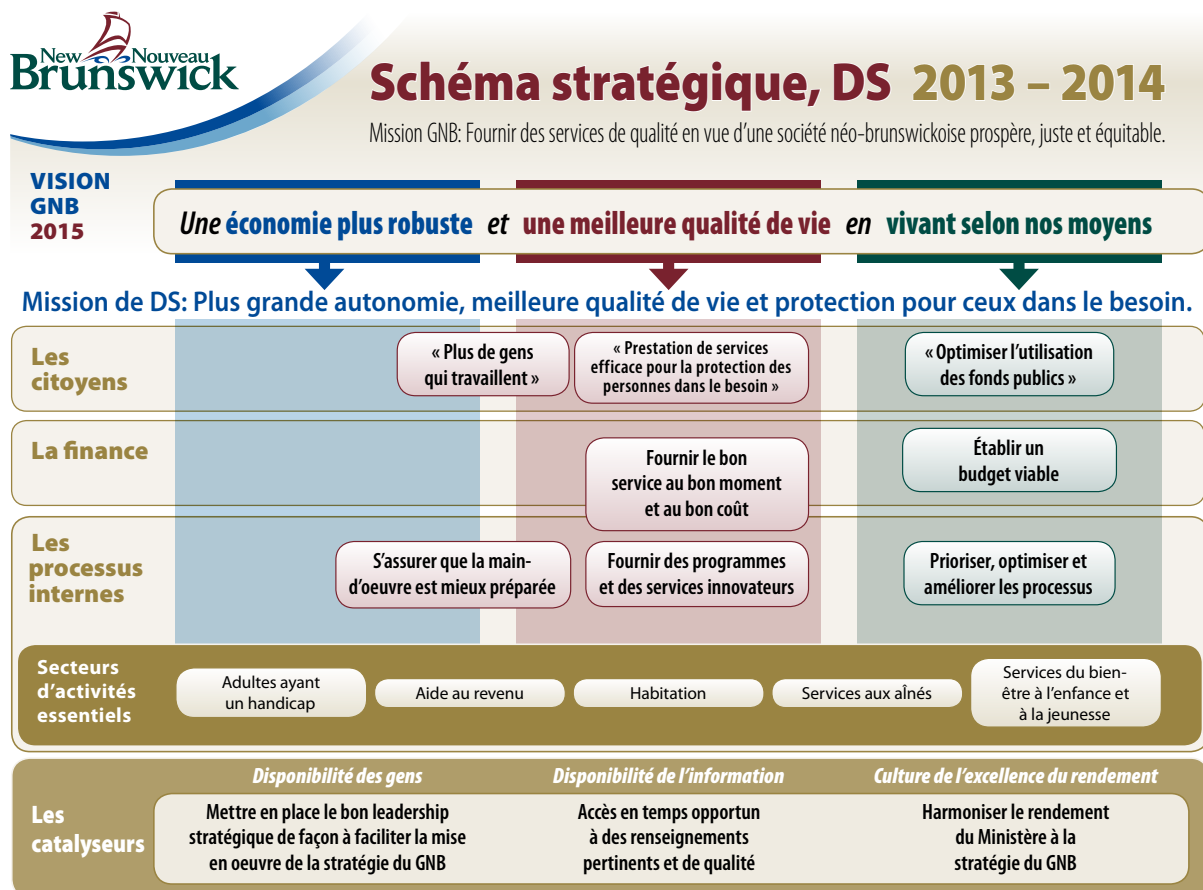 New Nouveau
Brunswick
Schéma stratégique, DS 2013 – 2014
Mission GNB: Fournir des services de qualité en vue d’une société néo-brunswickoise prospère, juste et équitable.
VISION
GNB
2015
Une économie plus robuste et une meilleure qualité de vie en vivant selon nos moyens
Mission de DS: Plus grande autonomie, meilleure qualité de vie et protection pour ceux dans le besoin.
Les
citoyens
« Plus de gens
qui travaillent »
« Prestation de services
efficace pour la protection des
personnes dans le besoin »
« Optimiser l’utilisation
des fonds publics »
La finance
Fournir le bon
service au bon moment
et au bon coût
Établir un
budget viable
Les
processus
internes
S’assurer que la main-
d’oeuvre est mieux préparée
Fournir des programmes
et des services innovateurs
Prioriser, optimiser et
améliorer les processus
Secteurs
d’activités
essentiels
Adultes ayant
un handicap
Aide au revenu
Habitation
Services aux aÎnés
Services du bien-
être à l’enfance et
à la jeunesse
Les
catalyseurs
Disponibilité des gens
Mettre en place le bon leadership
stratégique de façon à faciliter la mise
en oeuvre de la stratégie du GNB
Disponibilité de l’information
Accès en temps opportun
à des renseignements
pertinents et de qualité
Culture de l’excellence du rendement
Harmoniser le rendement
du Ministère à la
stratégie du GNB